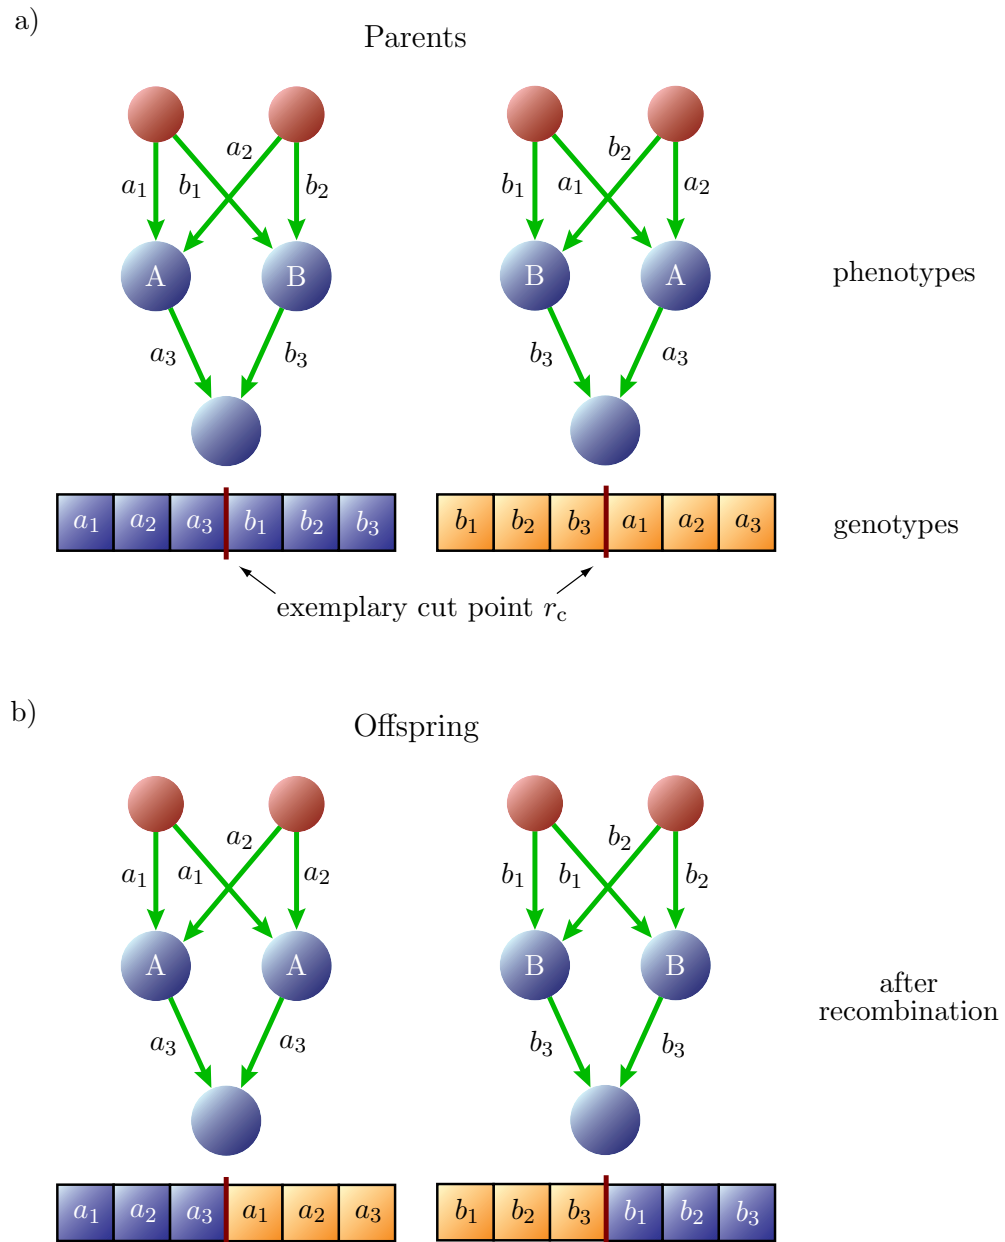 a)
Parents
a2 b2
a1 b1 b2 b1 a1 a2
A B B A phenotypes
a3 b3 b3 a3
a1 a2 a3 b1 b2 b3 b1 b2 b3 a1 a2 a3 genotypes
exemplary cut point rc
b)
Offspring
a2 b2
a1 a1 a2 b1 b1 b2
A A B B
after
recombination
a3 a3 b3 b3
a1 a2 a3 a1 a2 a3 b1 b2 b3 b1 b2 b3